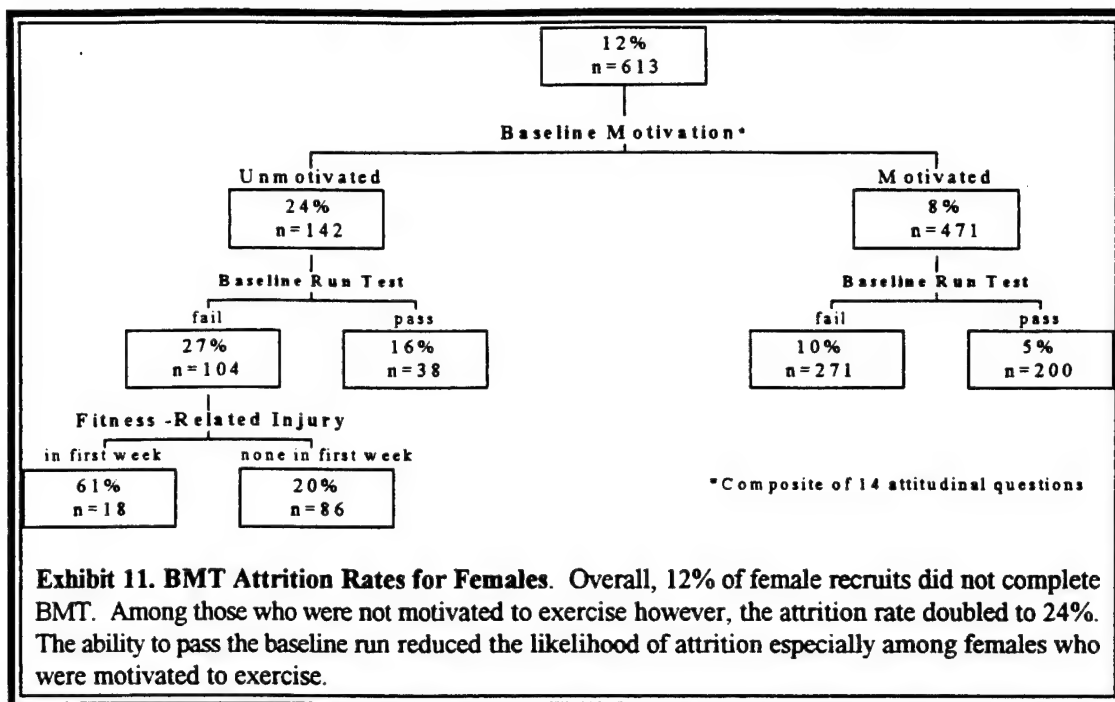 12%
n=613
Baseline Motivation*
Unmotivated Motivated
24% 8%
n=142 n=471
Baseline Run Test Baseline Run Test
fail pass fail pass
27% 16% 10% 5%
n=104 n=38 n=271 n=200
Fitness -Related Injury
in first week none in first week
61% 20% *Composite of 14 attitudinal questions
n=18 n=86
Exhibit 11. BMT Attrition Rates for Females. Overall, 12% of female recruits did not complete
BMT. Among those who were not motivated to exercise however, the attrition rate doubled to 24%.
The ability to pass the baseline run reduced the likelihood of attrition especially among females who
were motivated to exercise.